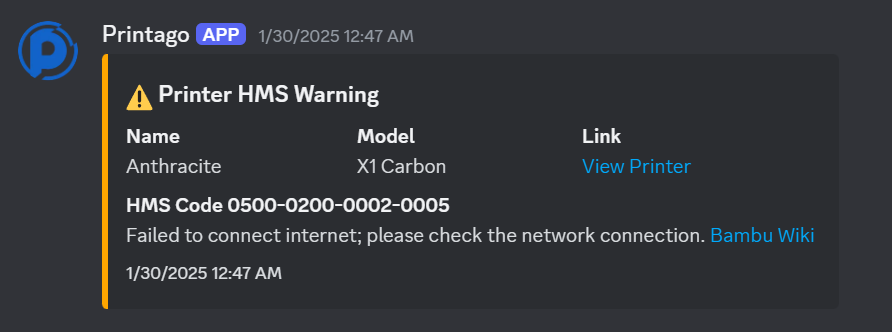 Printago APP 1/30/2025 12:47 AM
Printer HMS Warning
Name Model Link
Anthracite X1 Carbon View Printer
HMS Code 0500-0200-0002-0005
Failed to connect internet; please check the network connection. Bambu Wiki
1/30/2025 12:47 AM